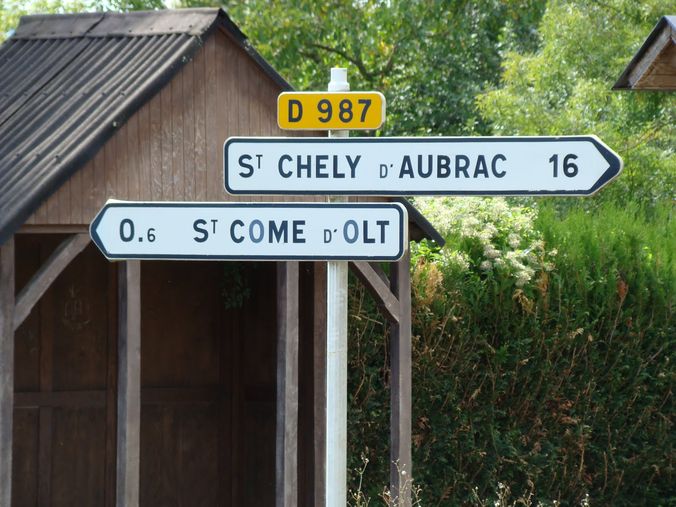 D 987
ST CHELY D'AUBRAC 16
0.6 ST COME D'OLT